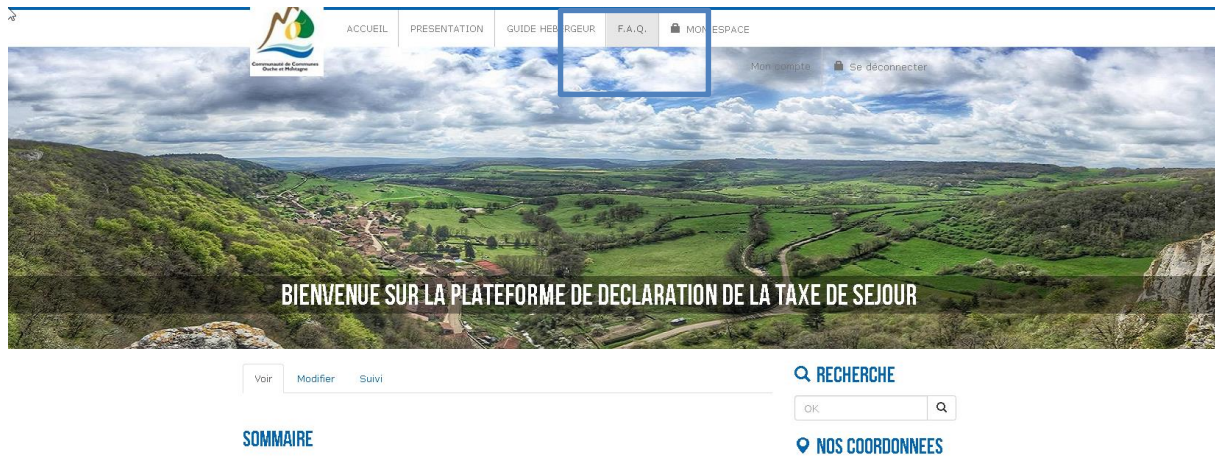 ACCUEIL PRESENTATION GUIDE HEBERGEUR F.A.Q. MON ESPACE
Communauté de Communes
Ouche et Montagne
Mon compte Se déconnecter
BIENVENUE SUR LA PLATEFORME DE DECLARATION DE LA TAXE DE SEJOUR
Voir Modifier Suivi
RECHERCHE
OK
SOMMAIRE
NOS COORDONNEES